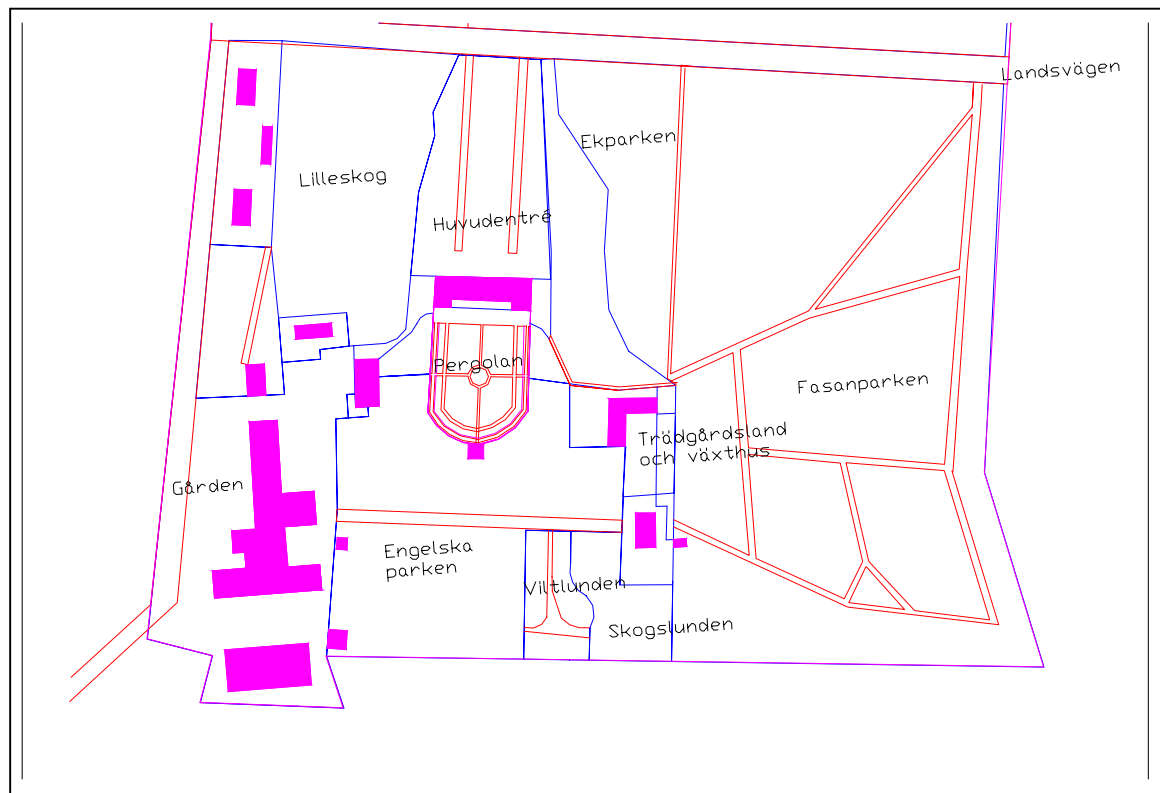 Landsvägen
Ekparken
Lilleskog
Huvudentré
Pergolan
Fasanparken
Trädgårdsland
och växthus
Gården
Engelska
parken
Viltlunden
Skogslunden